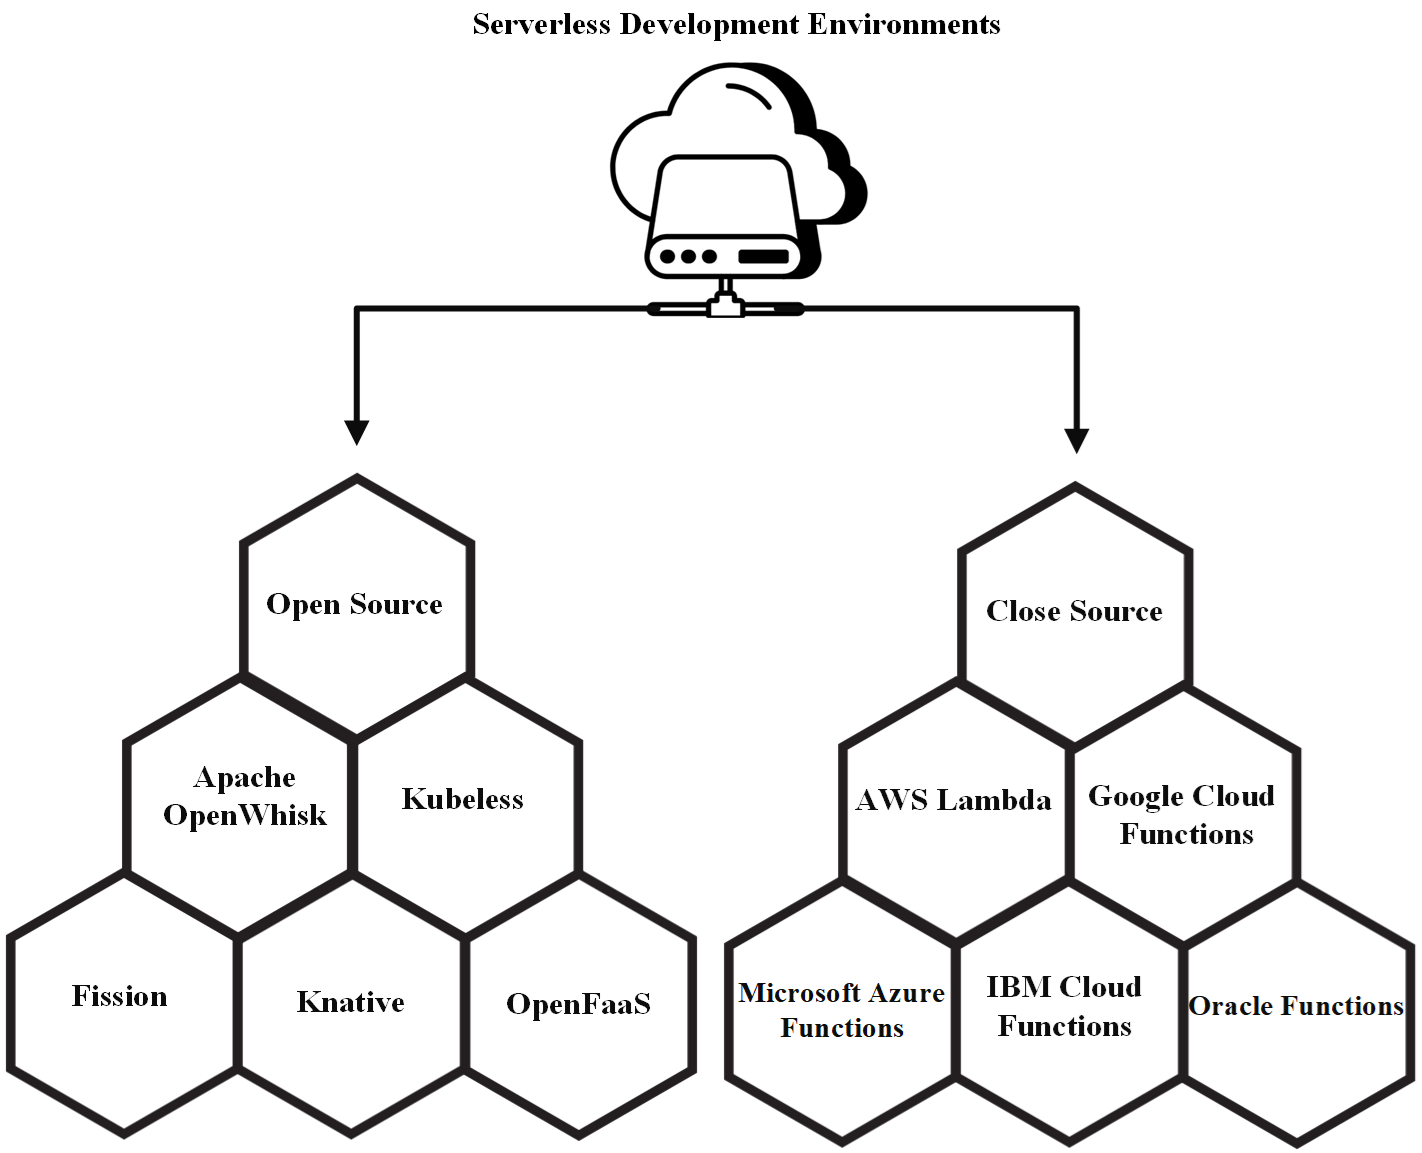 Serverless Development Environments
Open Source
Apache
OpenWhisk
Kubeless
Fission
Knative
OpenFaaS
Close Source
AWS Lambda
Google Cloud
Functions
Microsoft Azure
Functions
IBM Cloud
Functions
Oracle Functions